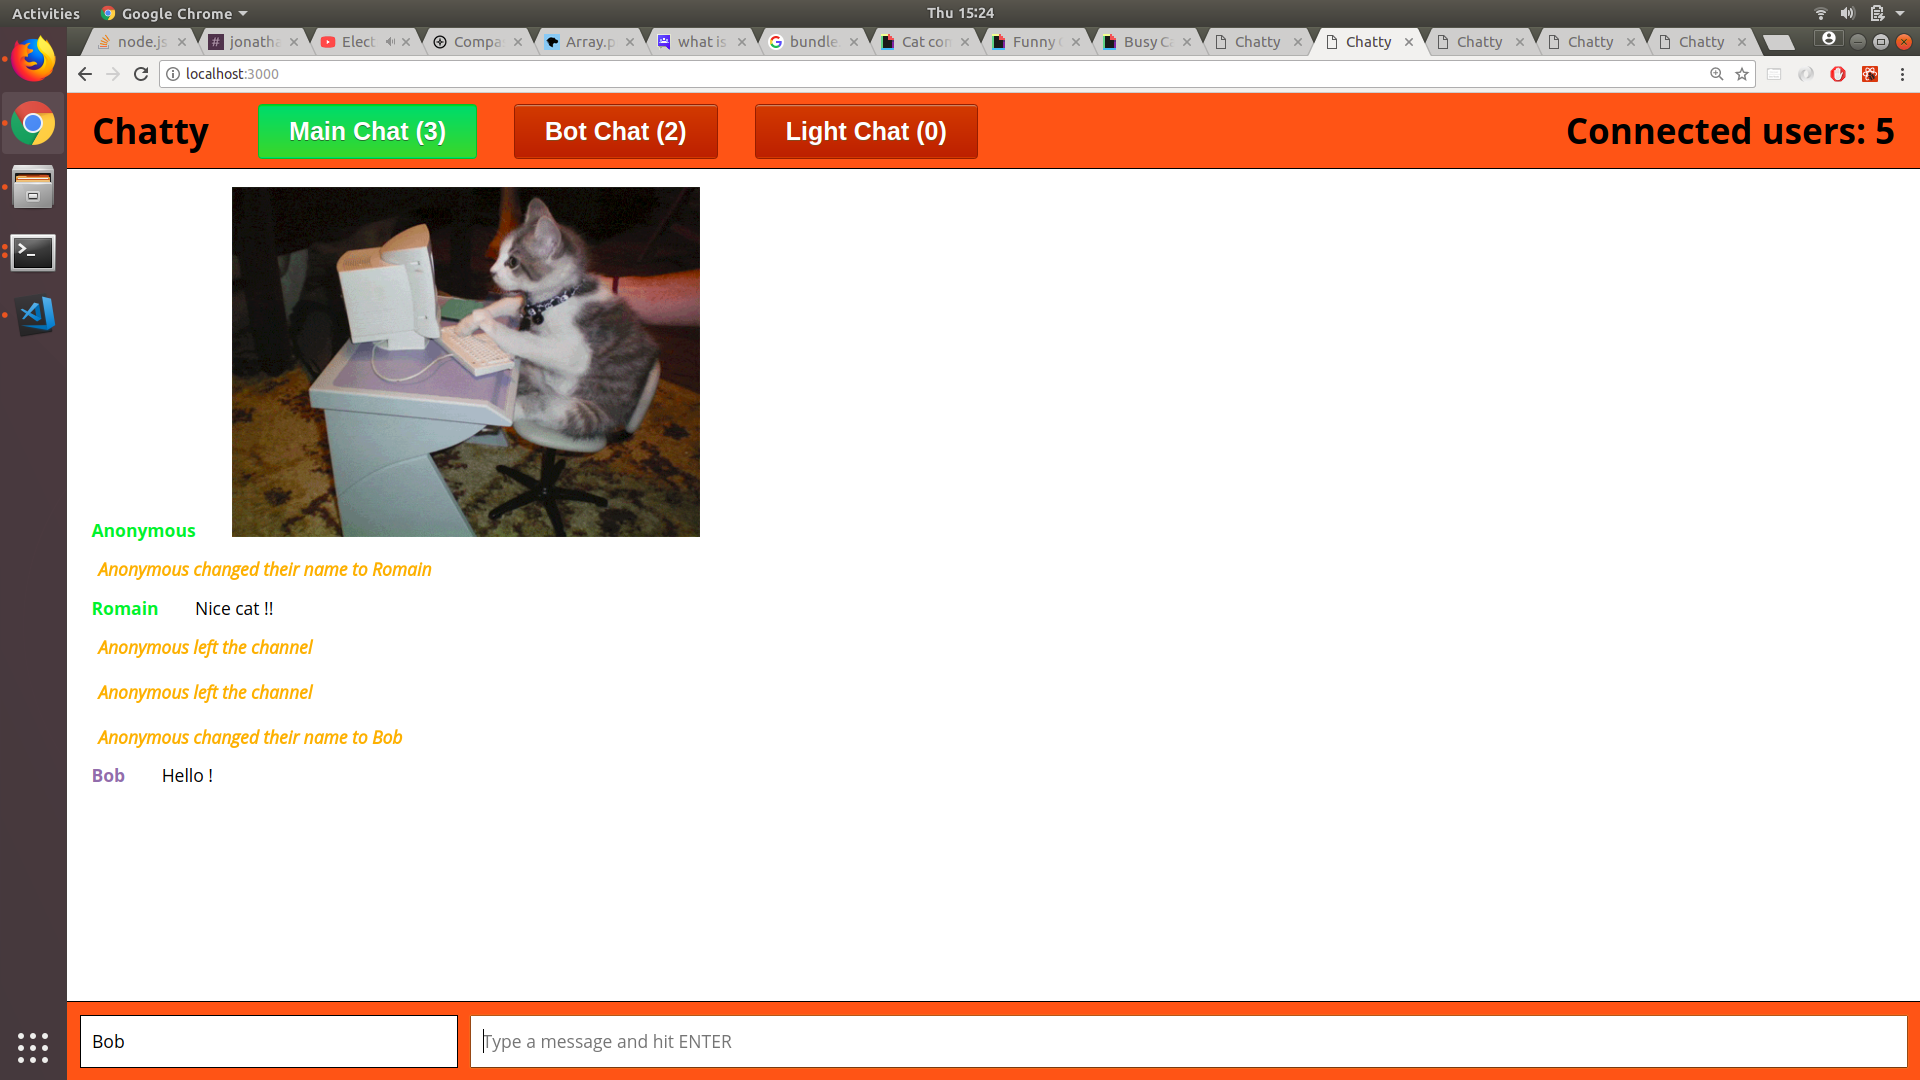 Activities Google Chrome Thu 15:24
node.js jonatha Elect Compa Array.p what is bundle Cat con Funny Busy Ca Chatty Chatty Chatty Chatty Chatty
localhost:3000
Chatty Main Chat (3) Bot Chat (2) Light Chat (0) Connected users: 5
Anonymous
Anonymous changed their name to Romain
Romain Nice cat !!
Anonymous left the channel
Anonymous left the channel
Anonymous changed their name to Bob
Bob Hello !
Bob Type a message and hit ENTER